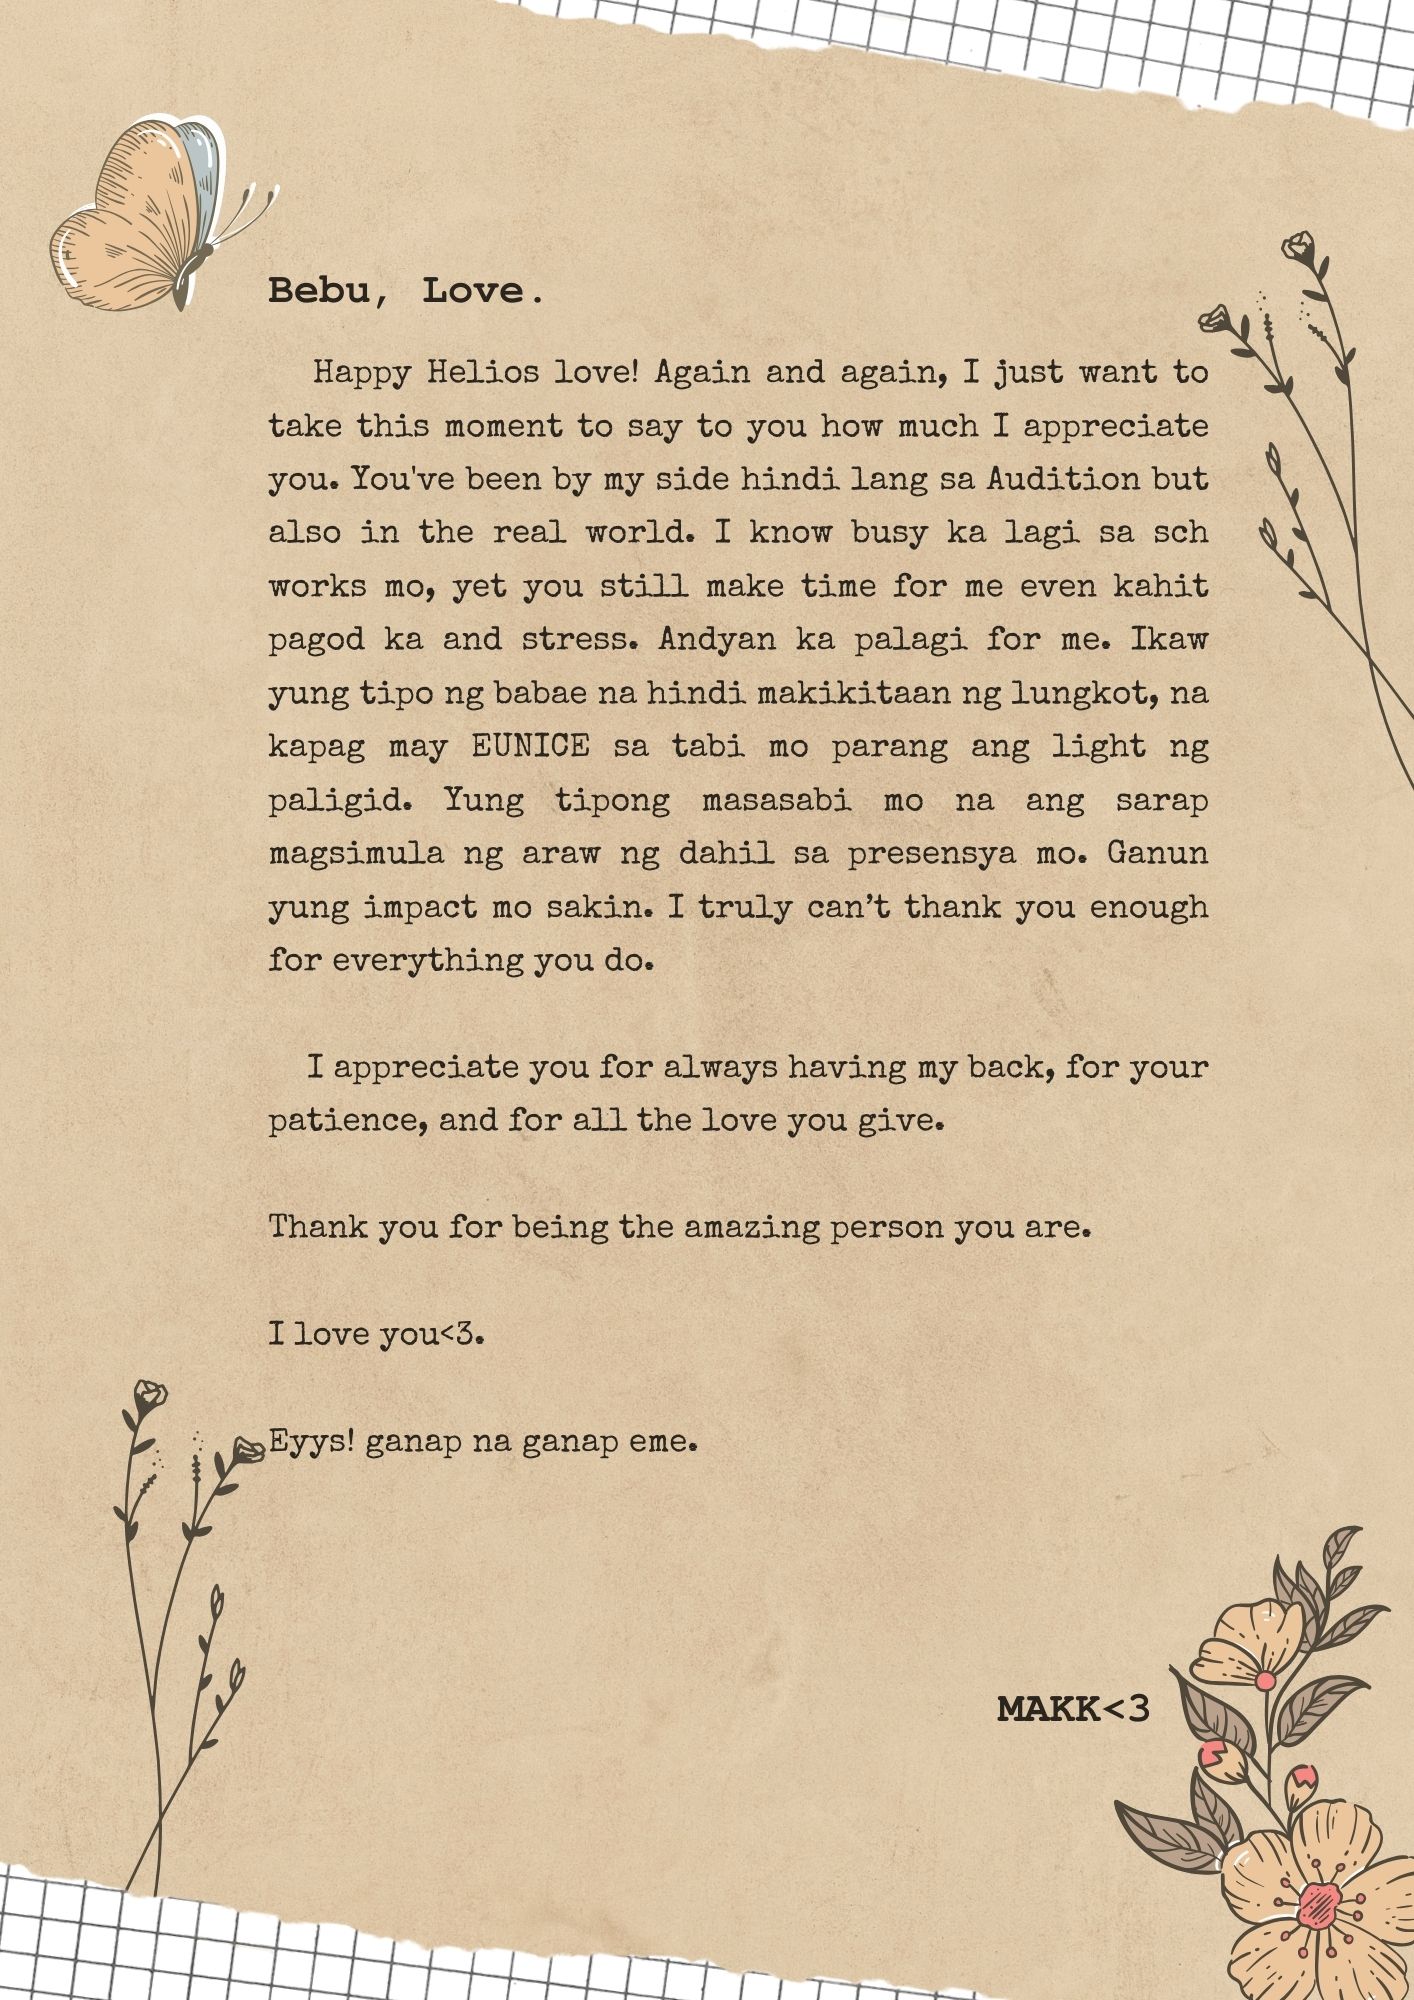 Bebu, Love.
Happy Helios love! Again and again, I just want to
take this moment to say to you how much I appreciate
you. You've been by my side hindi lang sa Audition but
also in the real world. I know busy ka lagi sa sch
works mo, yet you still make time for me even kahit
pagod ka and stress. Andyan ka palagi for me. Ikaw
yung tipo ng babae na hindi makikitaan ng lungkot, na
kapag may EUNICE sa tabi mo parang ang light ng
paligid. Yung tipong masasabi mo na ang sarap
magsimula ng araw ng dahil sa presensya mo. Ganun
yung impact mo sakin. I truly can’t thank you enough
for everything you do.
I appreciate you for always having my back, for your
patience, and for all the love you give.
Thank you for being the amazing person you are.
I love you<3.
Eyys! ganap na ganap eme.
MAKK<3